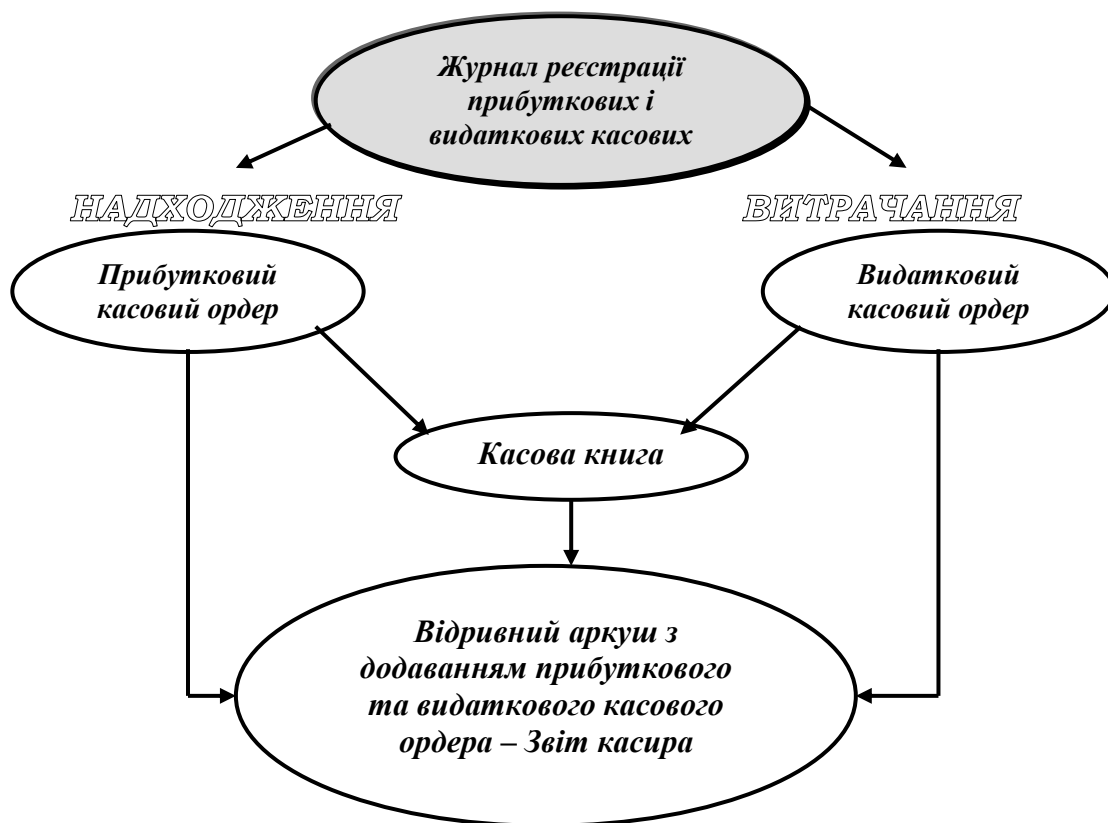 Журнал реєстрації
прибуткових і
видаткових касових
НАДХОДЖЕННЯ
ВИТРАЧАННЯ
Прибутковий
касовий ордер
Видатковий
касовий ордер
Касова книга
Відривний аркуш з
додаванням прибуткового
та видаткового касового
ордера – Звіт касира